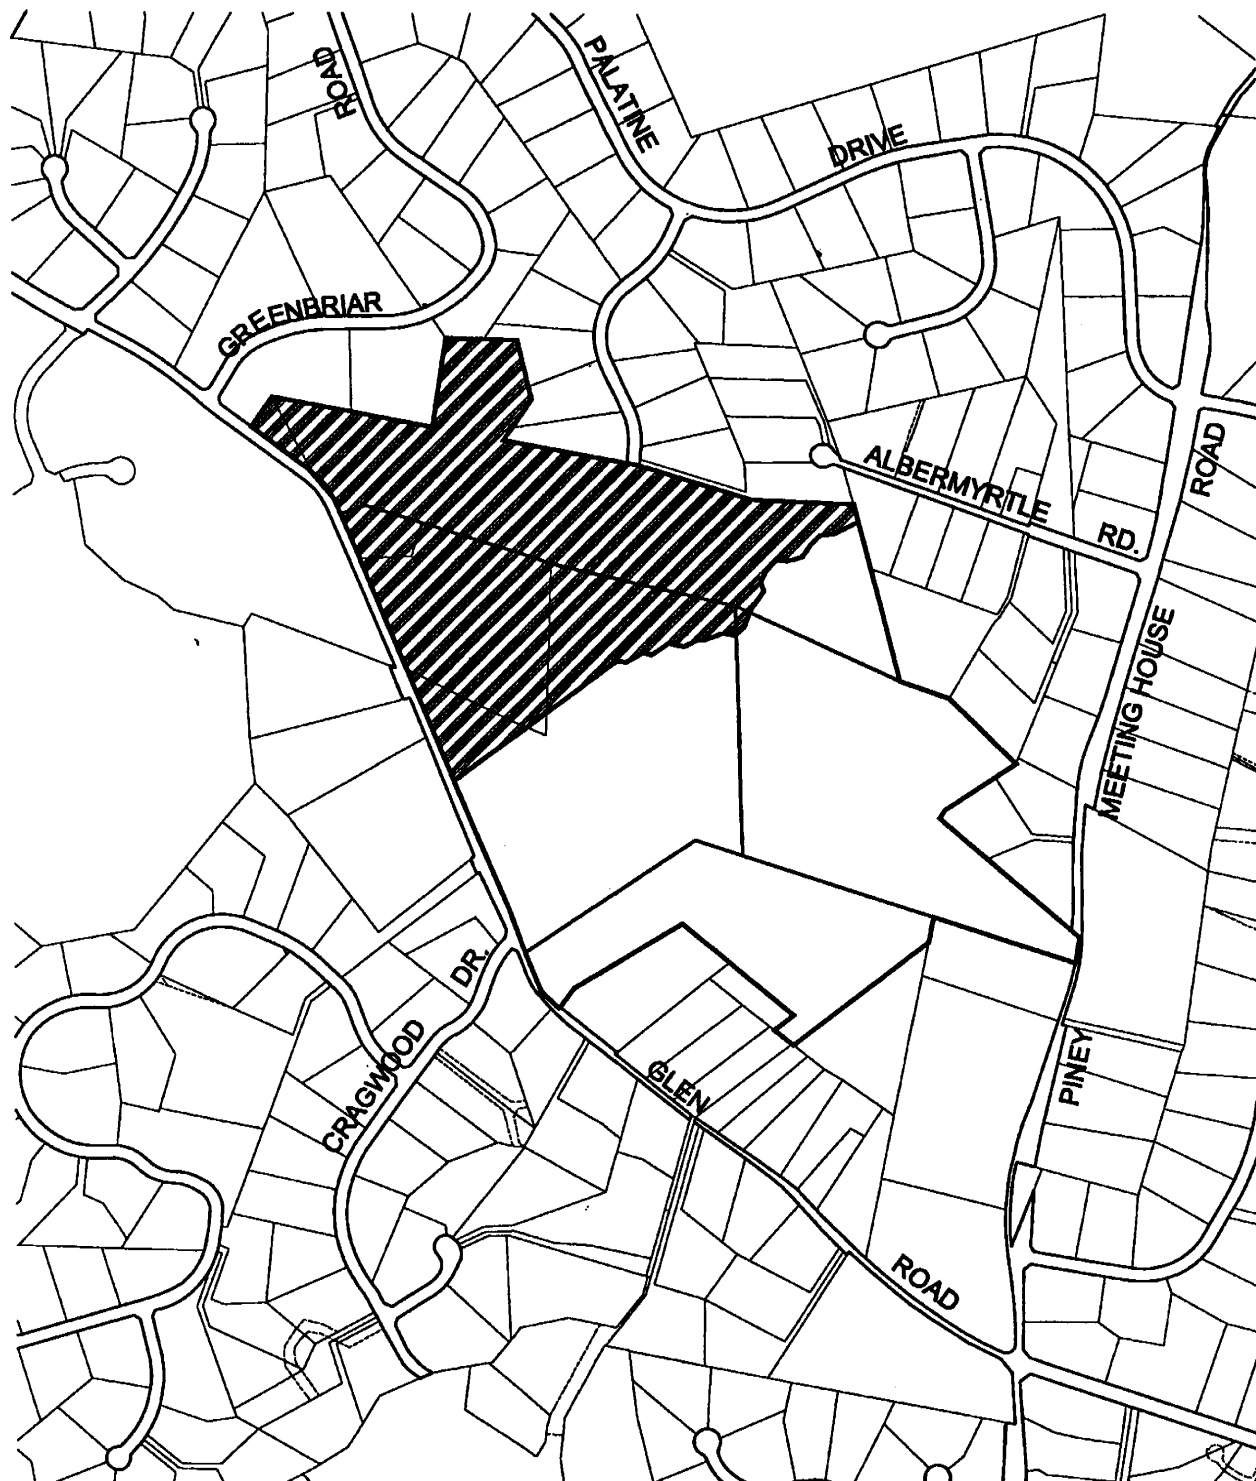 ROAD
PALATINE
DRIVE
GREENBRIAR
ALBERMYRTLE
RD.
ROAD
MEETING HOUSE
DR.
CRAGWOOD
GLEN
PINEY
ROAD